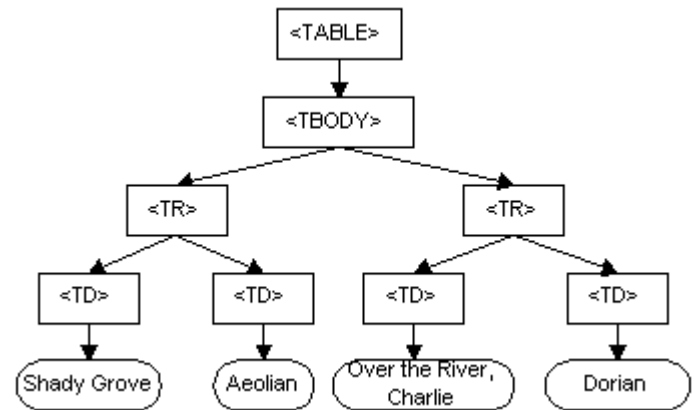 <TABLE>
<TBODY>
<TR>
<TR>
<TD>
<TD>
<TD>
<TD>
Shady Grove
Aeolian
Over the River,
Charlie
Dorian